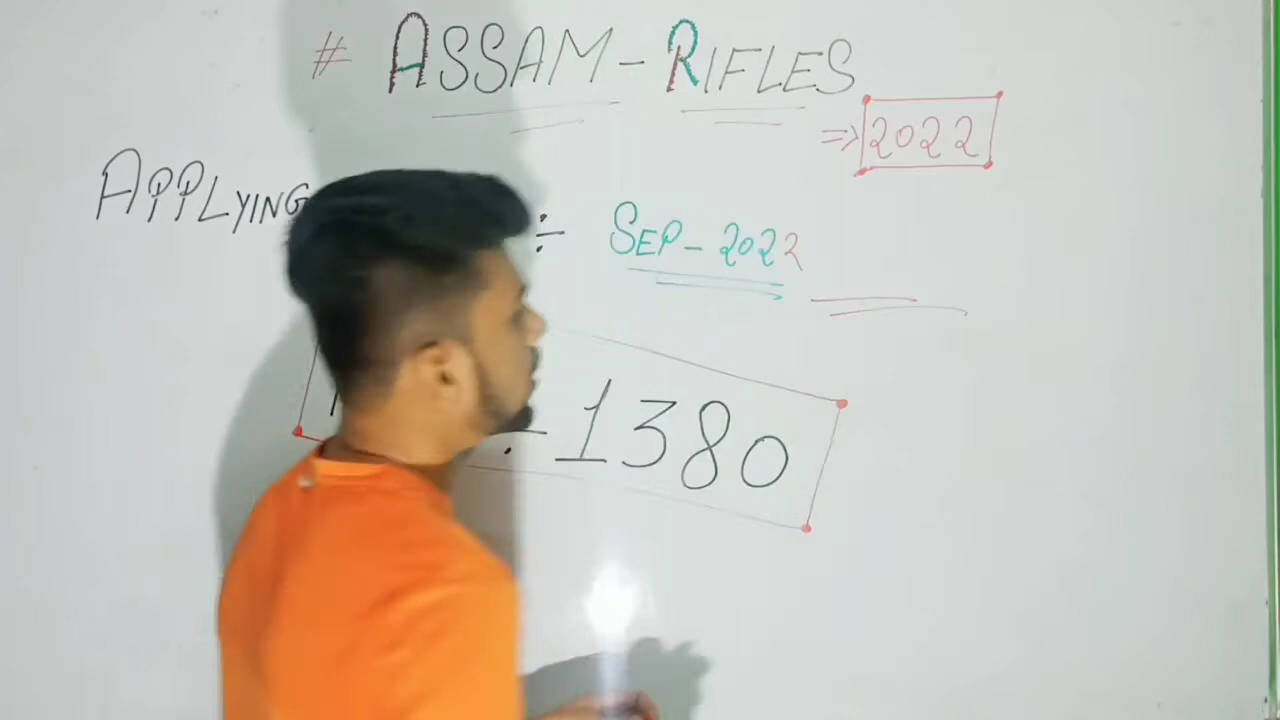 # ASSAM - RIFLES
=> 2022
APPLYING ÷ SEP - 2022
÷ 1380